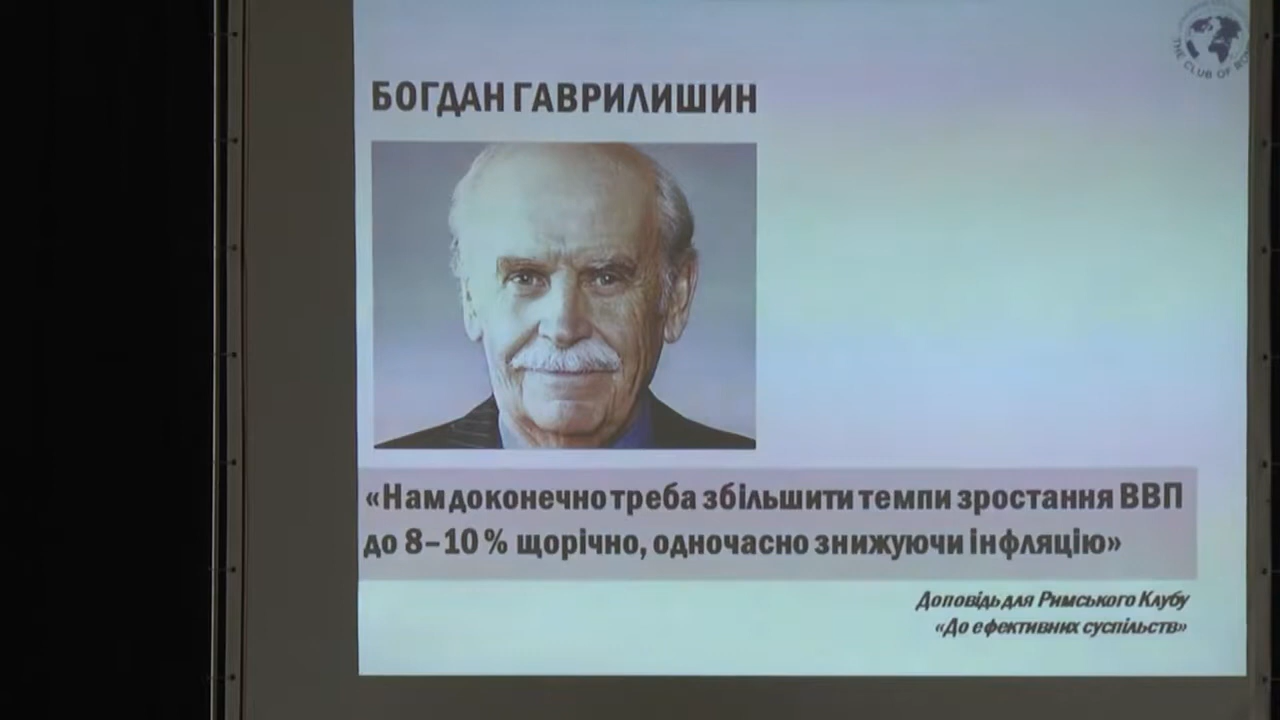 THE CLUB OF
БОГДАН ГАВРИЛИШИН
«Нам доконечно треба збільшити темпи зростання ВВП
до 8–10 % щорічно, одночасно знижуючи інфляцію»
Доповідь для Римського Клубу
«До ефективних суспільств»